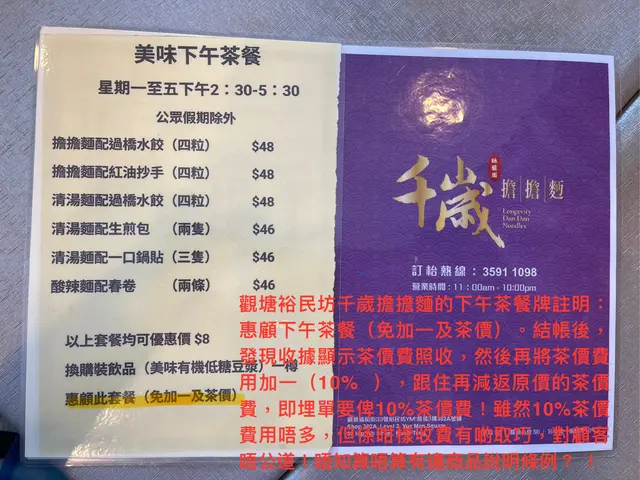 美味下午茶餐
星期一至五下午2：30-5：30
公眾假期除外
擔擔麵配過橋水餃（四粒） $48
擔擔麵配紅油抄手（四粒） $48
清湯麵配過橋水餃（四粒） $48
清湯麵配生煎包 （兩隻） $46
清湯麵配一口鍋貼（三隻） $46
酸辣麵配春卷 （兩條） $46
以上套餐均可優惠價 $8
換購裝飲品（美味有機低糖豆漿）一樽
惠顧此套餐（免加一及茶價）
千歲
擔擔麵
Longevity
Dan Dan
Noodles
訂枱熱線：3591 1098
營業時間：11：00am - 10:00pm
觀塘裕民坊千歲擔擔麵的下午茶餐牌註明：
惠顧下午茶餐（免加一及茶價）。結帳後，
發現收據顯示茶價費照收，然後再將茶價費
用加一（10% ），跟住再減返原價的茶價
費，即埋單要俾10%茶價費！雖然10%茶價
費用唔多，但係咁樣收費有啲取巧，對顧客
唔公道！唔知算唔算有違商品說明條例？ ！